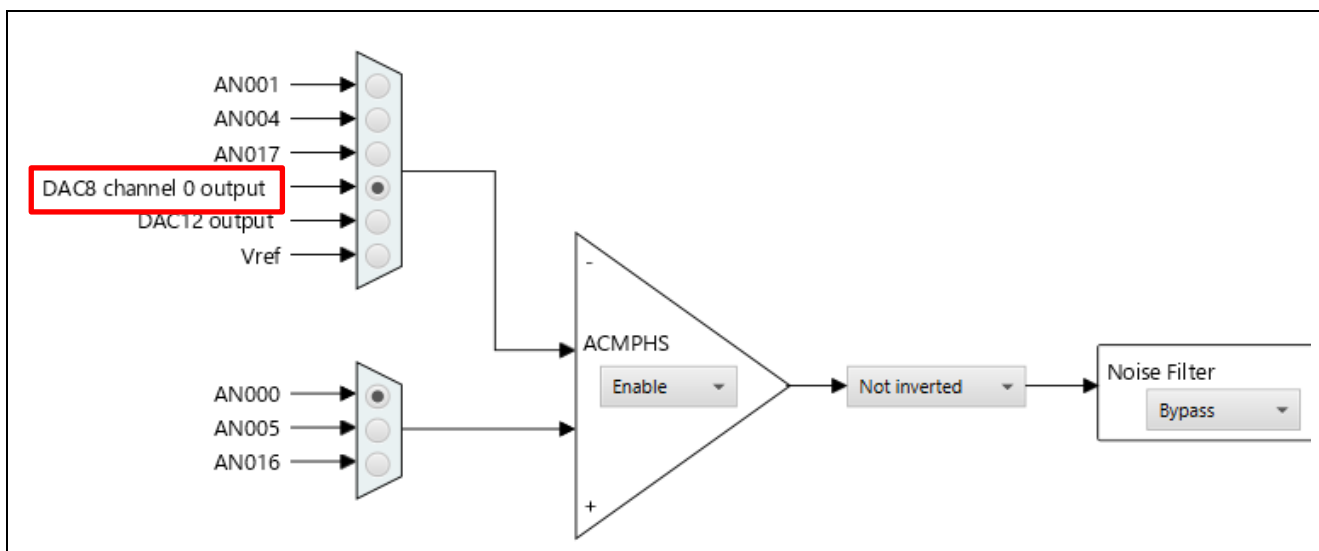 AN001
AN004
AN017
DAC8 channel 0 output
DAC12 output
Vref
-
ACMPHS
Enable
Not inverted
Noise Filter
Bypass
AN000
AN005
AN016
+